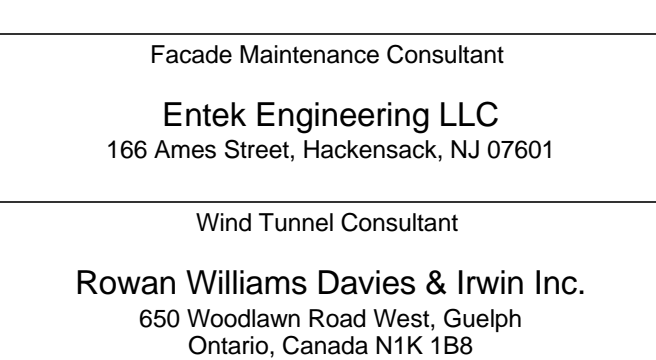 Facade Maintenance Consultant
Entek Engineering LLC
166 Ames Street, Hackensack, NJ 07601
Wind Tunnel Consultant
Rowan Williams Davies & Irwin Inc.
650 Woodlawn Road West, Guelph
Ontario, Canada N1K 1B8